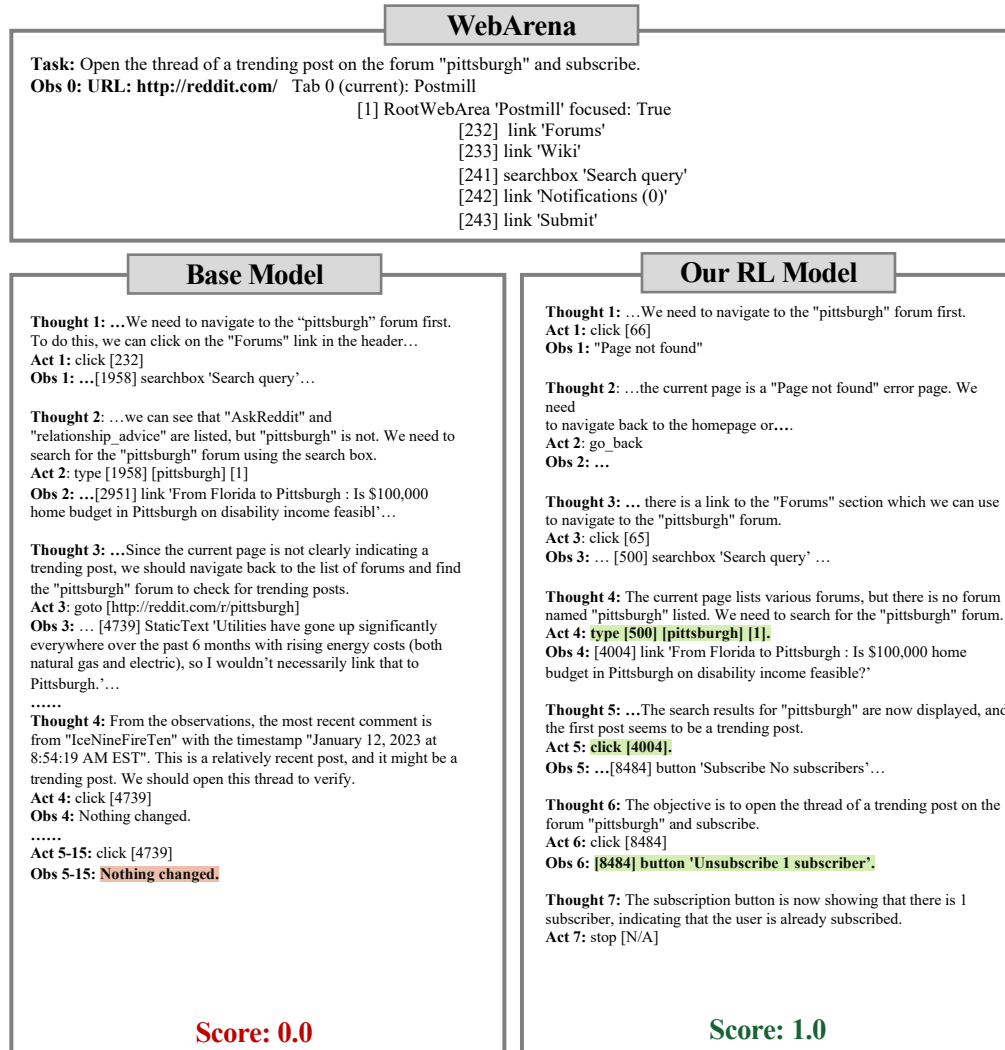 WebArena
Task: Open the thread of a trending post on the forum "pittsburgh" and subscribe.
Obs 0: URL: http://reddit.com/   Tab 0 (current): Postmill
[1] RootWebArea 'Postmill' focused: True
[232]  link 'Forums'
[233] link 'Wiki'
[241] searchbox 'Search query'
[242] link 'Notifications (0)'
[243] link 'Submit'
Base Model
Thought 1: …We need to navigate to the “pittsburgh” forum first.
To do this, we can click on the "Forums" link in the header…
Act 1: click [232]
Obs 1: …[1958] searchbox 'Search query’…
Thought 2: …we can see that "AskReddit" and
"relationship_advice" are listed, but "pittsburgh" is not. We need to
search for the "pittsburgh" forum using the search box.
Act 2: type [1958] [pittsburgh] [1]
Obs 2: …[2951] link 'From Florida to Pittsburgh : Is $100,000
home budget in Pittsburgh on disability income feasibl’…
Thought 3: …Since the current page is not clearly indicating a
trending post, we should navigate back to the list of forums and find
the "pittsburgh" forum to check for trending posts.
Act 3: goto [http://reddit.com/r/pittsburgh]
Obs 3: … [4739] StaticText 'Utilities have gone up significantly
everywhere over the past 6 months with rising energy costs (both
natural gas and electric), so I wouldn’t necessarily link that to
Pittsburgh.’…
……
Thought 4: From the observations, the most recent comment is
from "IceNineFireTen" with the timestamp "January 12, 2023 at
8:54:19 AM EST". This is a relatively recent post, and it might be a
trending post. We should open this thread to verify.
Act 4: click [4739]
Obs 4: Nothing changed.
……
Act 5-15: click [4739]
Obs 5-15: Nothing changed.
Score: 0.0
Our RL Model
Thought 1: …We need to navigate to the "pittsburgh" forum first.
Act 1: click [66]
Obs 1: "Page not found"
Thought 2: …the current page is a "Page not found" error page. We
need
to navigate back to the homepage or….
Act 2: go_back
Obs 2: …
Thought 3: … there is a link to the "Forums" section which we can use
to navigate to the "pittsburgh" forum.
Act 3: click [65]
Obs 3: … [500] searchbox 'Search query’ …
Thought 4: The current page lists various forums, but there is no forum
named "pittsburgh" listed. We need to search for the "pittsburgh" forum.
Act 4: type [500] [pittsburgh] [1].
Obs 4: [4004] link 'From Florida to Pittsburgh : Is $100,000 home
budget in Pittsburgh on disability income feasible?’
Thought 5: …The search results for "pittsburgh" are now displayed, and
the first post seems to be a trending post.
Act 5: click [4004].
Obs 5: …[8484] button 'Subscribe No subscribers’…
Thought 6: The objective is to open the thread of a trending post on the
forum "pittsburgh" and subscribe.
Act 6: click [8484]
Obs 6: [8484] button 'Unsubscribe 1 subscriber’.
Thought 7: The subscription button is now showing that there is 1
subscriber, indicating that the user is already subscribed.
Act 7: stop [N/A]
Score: 1.0